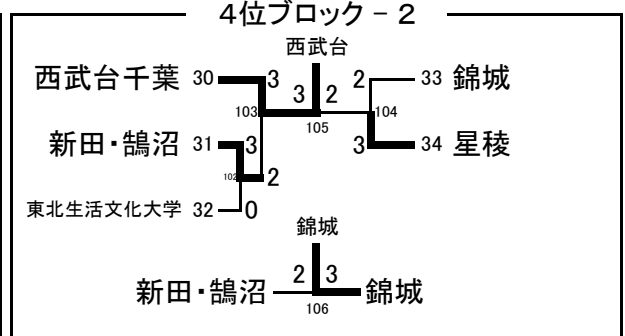 4位ブロック － 2
西武台
西武台千葉 30 3 3 2 2 33 錦城
103 104
105
新田・鵠沼 31 3 3 34 星稜
102 2
東北生活文化大学 32 0
錦城
新田・鵠沼 2 3 錦城
106